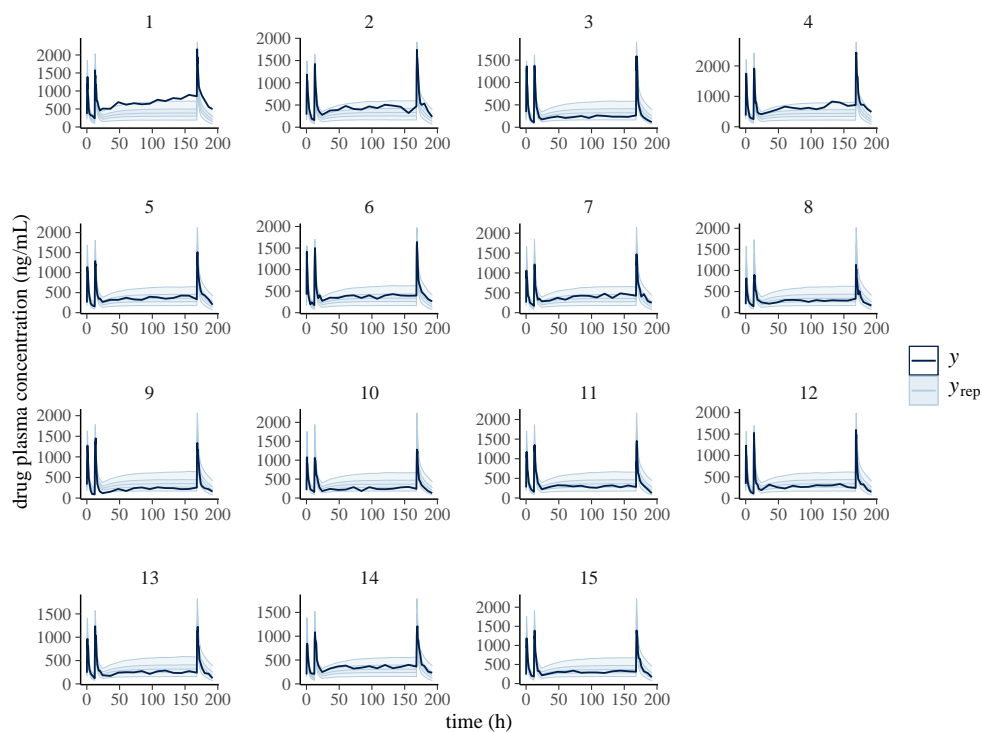 1 2 3 4
2000 1500 1000 500 0
2000 1500 1000 500 0
1500 1000 500 0
2000 1000 0
0 50 100 150 200 0 50 100 150 200 0 50 100 150 200 0 50 100 150 200
5 6 7 8
2000 1500 1000 500 0
2000 1500 1000 500 0
2000 1500 1000 500 0
2000 1500 1000 500 0
0 50 100 150 200 0 50 100 150 200 0 50 100 150 200 0 50 100 150 200
drug plasma concentration (ng/mL)
y
y rep
9 10 11 12
2000 1500 1000 500 0
2000 1500 1000 500 0
2000 1500 1000 500 0
2000 1500 1000 500 0
0 50 100 150 200 0 50 100 150 200 0 50 100 150 200 0 50 100 150 200
13 14 15
1500 1000 500 0
1500 1000 500 0
2000 1500 1000 500 0
0 50 100 150 200 0 50 100 150 200 0 50 100 150 200
time (h)